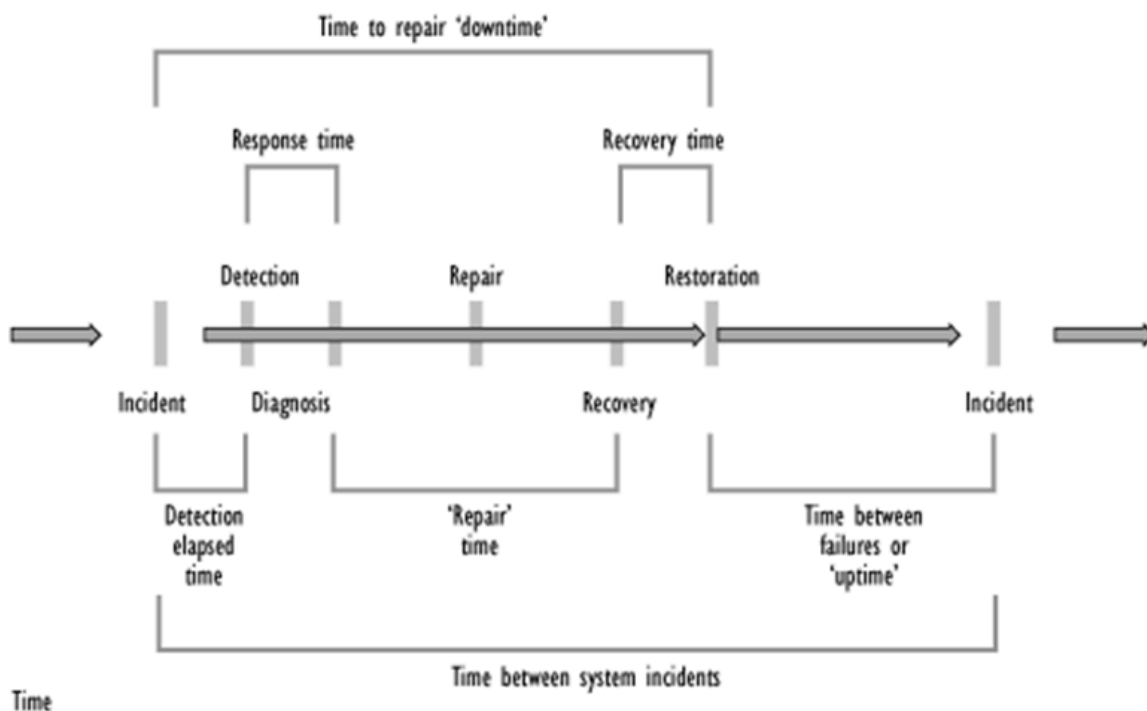 Time to repair ‘downtime’
Response time
Recovery time
Detection
Repair
Restoration
Incident
Diagnosis
Recovery
Incident
Detection
elapsed
time
‘Repair’
time
Time between
failures or
‘uptime’
Time between system incidents
Time